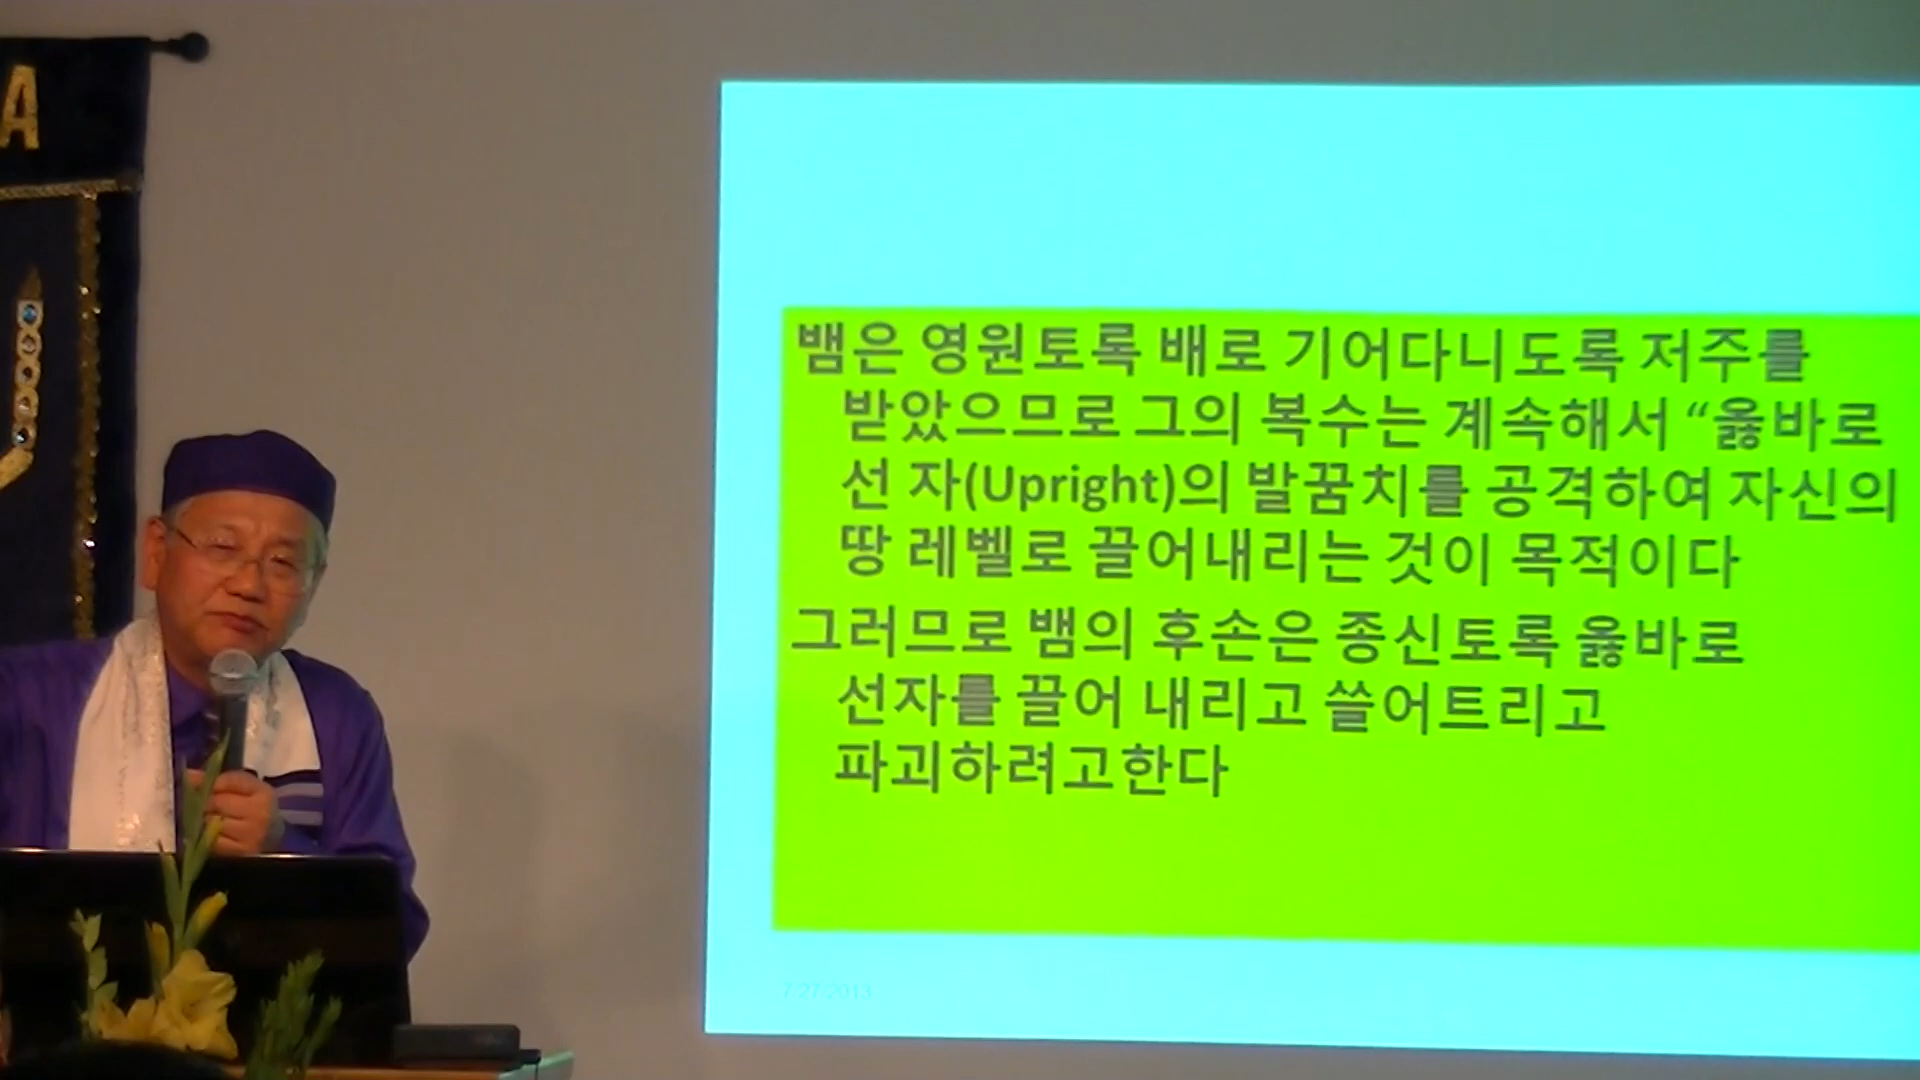 A
뱀은 영원토록 배로 기어다니도록 저주를
받았으므로 그의 복수는 계속해서 “옳바로
선 자(Upright)의 발꿈치를 공격하여 자신의
땅 레벨로 끌어내리는 것이 목적이다
그러므로 뱀의 후손은 종신토록 옳바로
선자를 끌어 내리고 쓸어트리고
파괴하려고한다
7/27/2013